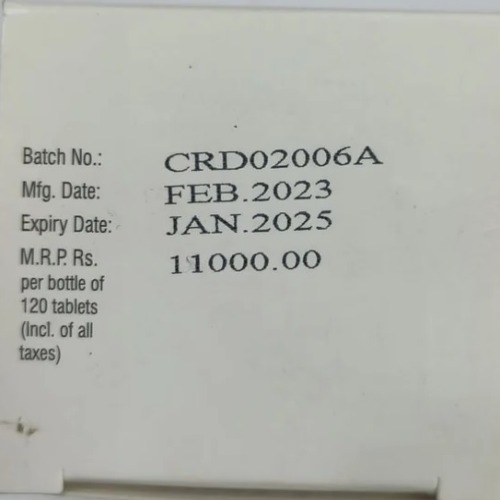 Batch No.: CRD02006A
Mfg. Date: FEB.2023
Expiry Date: JAN.2025
M.R.P. Rs. 11000.00
per bottle of
120 tablets
(Incl. of all
taxes)